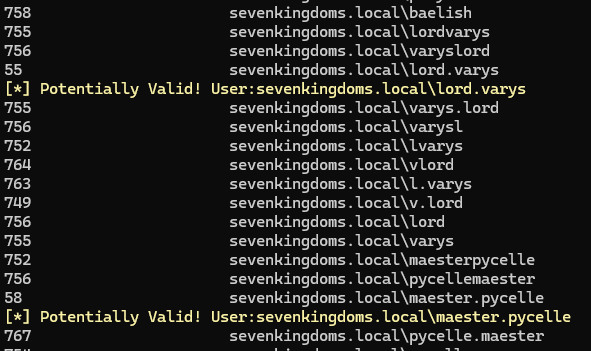 758 sevenkingdoms.local\baelish
755 sevenkingdoms.local\lordvarys
756 sevenkingdoms.local\varyslord
55 sevenkingdoms.local\lord.varys
[*] Potentially Valid! User:sevenkingdoms.local\lord.varys
755 sevenkingdoms.local\varys.lord
756 sevenkingdoms.local\varysl
752 sevenkingdoms.local\lvarys
764 sevenkingdoms.local\vlord
763 sevenkingdoms.local\l.varys
749 sevenkingdoms.local\v.lord
756 sevenkingdoms.local\lord
755 sevenkingdoms.local\varys
752 sevenkingdoms.local\maesterpycelle
756 sevenkingdoms.local\pycellemaester
58 sevenkingdoms.local\maester.pycelle
[*] Potentially Valid! User:sevenkingdoms.local\maester.pycelle
767 sevenkingdoms.local\pycelle.maester